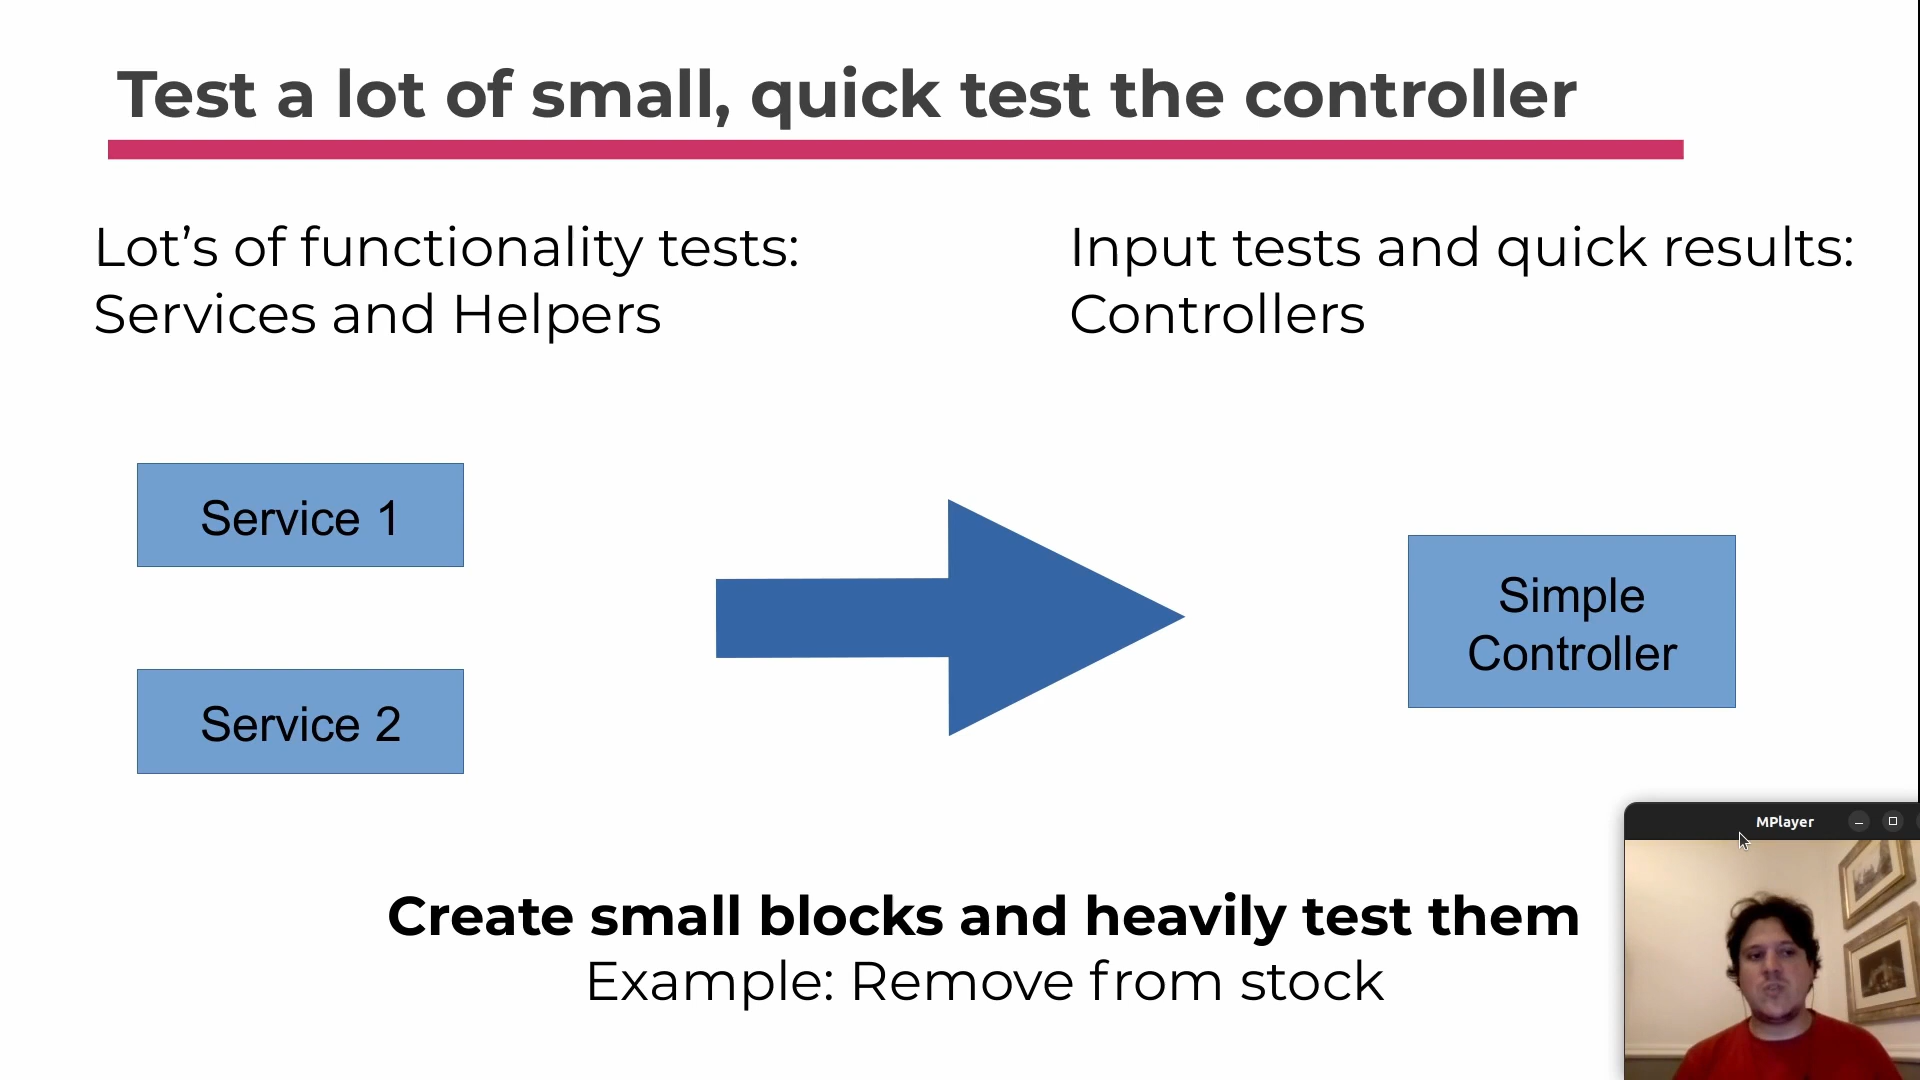 Test a lot of small, quick test the controller
Lot’s of functionality tests:
Services and Helpers
Input tests and quick results:
Controllers
Service 1
Service 2
Simple
Controller
MPlayer
Create small blocks and heavily test them
Example: Remove from stock